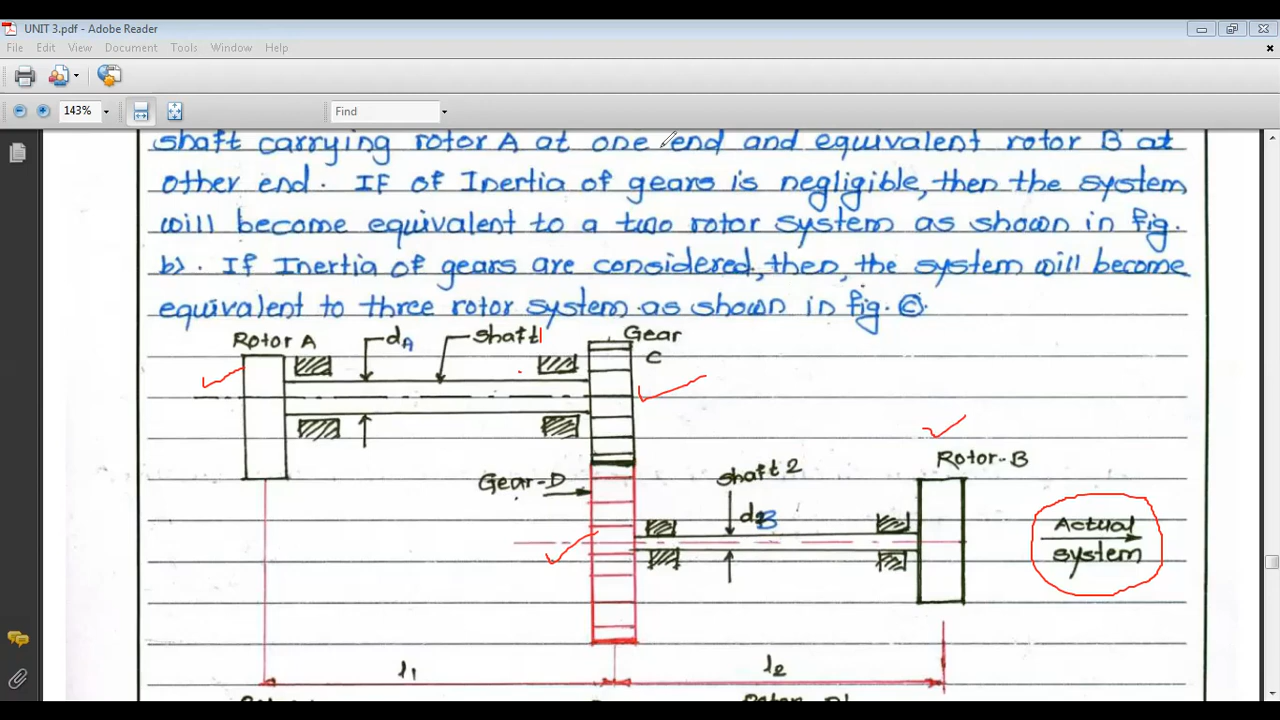 UNIT 3.pdf - Adobe Reader
File Edit View Document Tools Window Help
143% Find
shaft carrying rotor A at one end and equivalent rotor B at
other end. IF of Inertia of gears is negligible, then the system
will become equivalent to a two rotor system as shown in fig.
b). If Inertia of gears are considered, then, the system will become
equivalent to three rotor system as shown in fig. ©.
Rotor A
dA
shaft1
Gear
C
Gear-D
shaft 2
Rotor-B
Actual
system
l1
l2